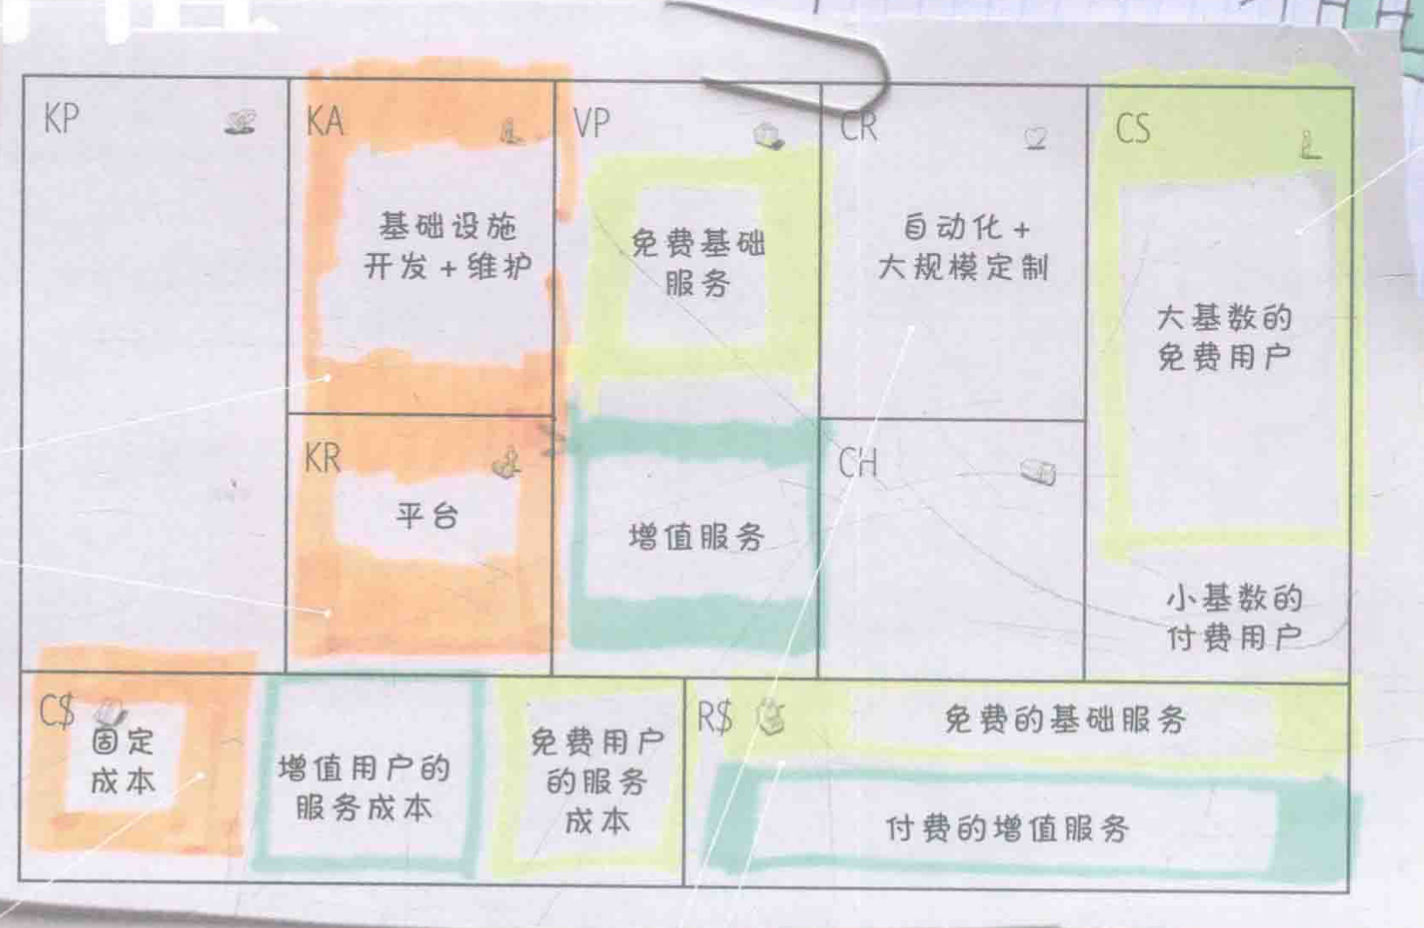 KP
KA
基础设施
开发+维护
KR
平台
VP
免费基础
服务
增值服务
CR
自动化+
大规模定制
CH
CS
大基数的
免费用户
小基数的
付费用户
C$
固定
成本
增值用户的
服务成本
免费用户
的服务
成本
R$
免费的基础服务
付费的增值服务